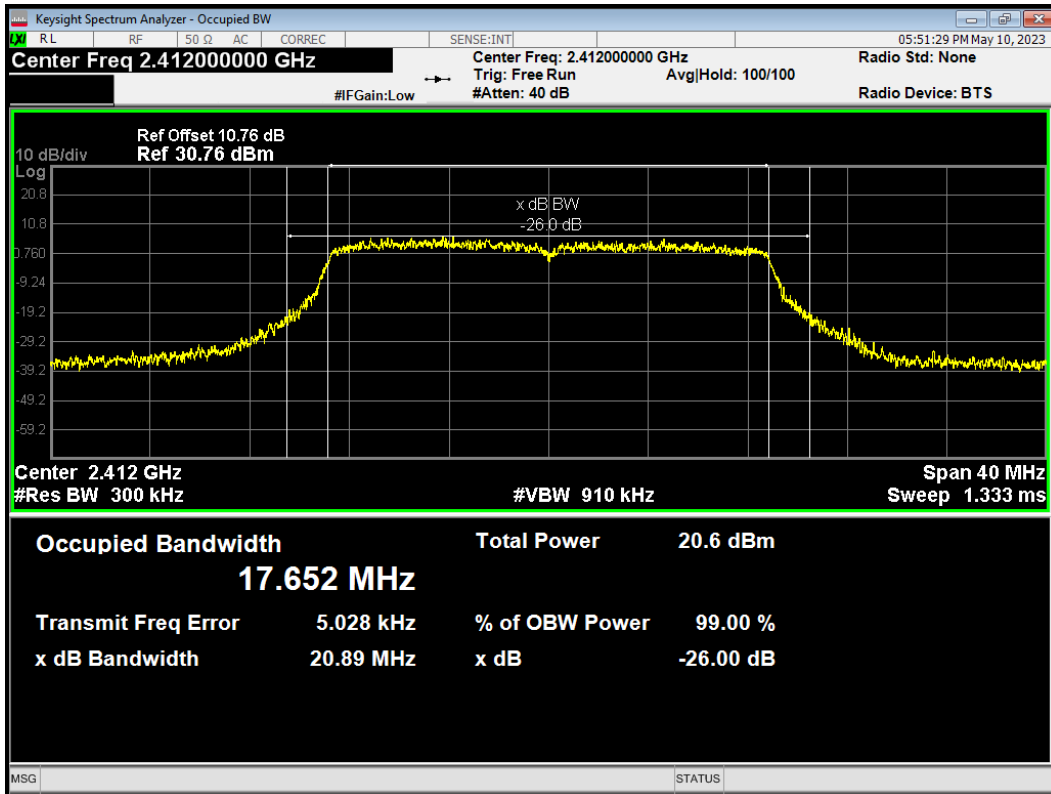 Keysight Spectrum Analyzer - Occupied BW
LXI RL RF 50 Ω AC CORREC SENSE:INT 05:51:29 PM May 10, 2023
Center Freq 2.412000000 GHz
Center Freq: 2.412000000 GHz Radio Std: None
Trig: Free Run Avg|Hold: 100/100
#IFGain:Low #Atten: 40 dB Radio Device: BTS
Ref Offset 10.76 dB
10 dB/div Ref 30.76 dBm
Log
20.8
x dB BW
10.8
-26.0 dB
0.760
-9.24
-19.2
-29.2
-39.2
-49.2
-59.2
Center 2.412 GHz Span 40 MHz
#Res BW 300 kHz #VBW 910 kHz Sweep 1.333 ms
Occupied Bandwidth Total Power 20.6 dBm
17.652 MHz
Transmit Freq Error 5.028 kHz % of OBW Power 99.00 %
x dB Bandwidth 20.89 MHz x dB -26.00 dB
MSG STATUS